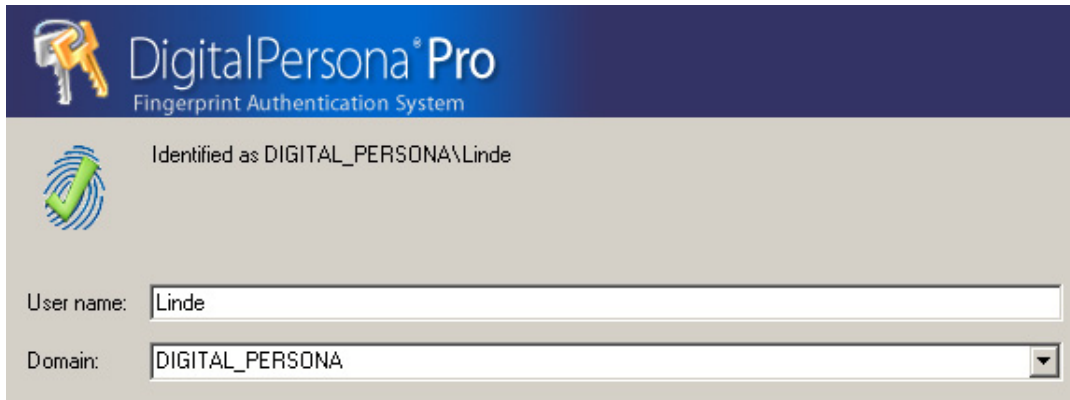 DigitalPersona® Pro
Fingerprint Authentication System
Identified as DIGITAL_PERSONA\Linde
User name: Linde
Domain: DIGITAL_PERSONA